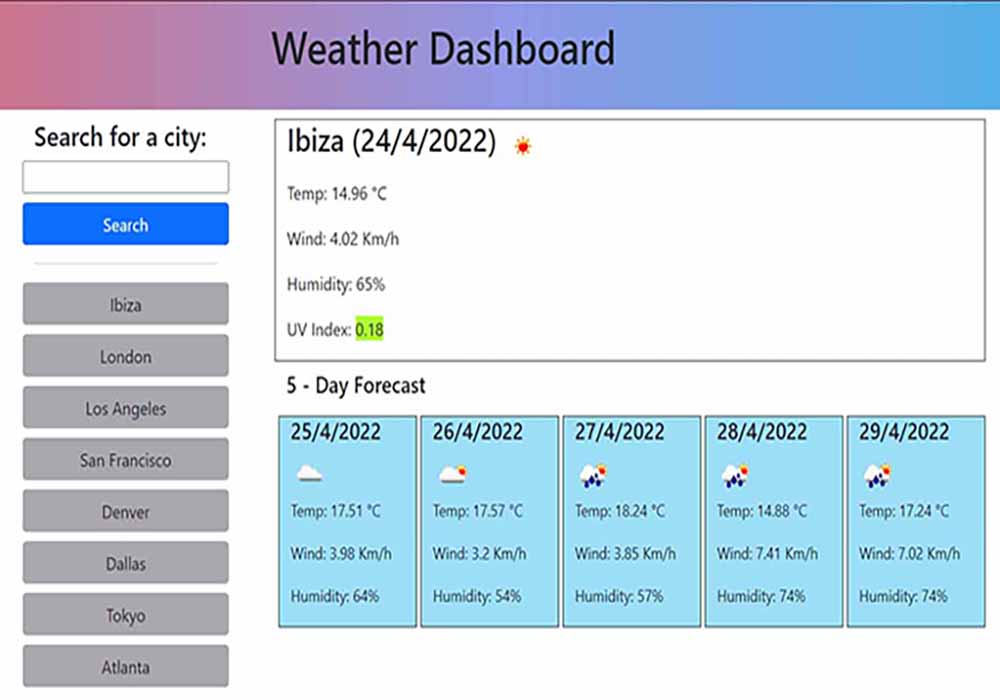 Weather Dashboard
Search for a city:
Search
Ibiza
London
Los Angeles
San Francisco
Denver
Dallas
Tokyo
Atlanta
Ibiza (24/4/2022)
Temp: 14.96 °C
Wind: 4.02 Km/h
Humidity: 65%
UV Index: 0.18
5 - Day Forecast
25/4/2022
Temp: 17.51 °C
Wind: 3.98 Km/h
Humidity: 64%
26/4/2022
Temp: 17.57 °C
Wind: 3.2 Km/h
Humidity: 54%
27/4/2022
Temp: 18.24 °C
Wind: 3.85 Km/h
Humidity: 57%
28/4/2022
Temp: 14.88 °C
Wind: 7.41 Km/h
Humidity: 74%
29/4/2022
Temp: 17.24 °C
Wind: 7.02 Km/h
Humidity: 74%